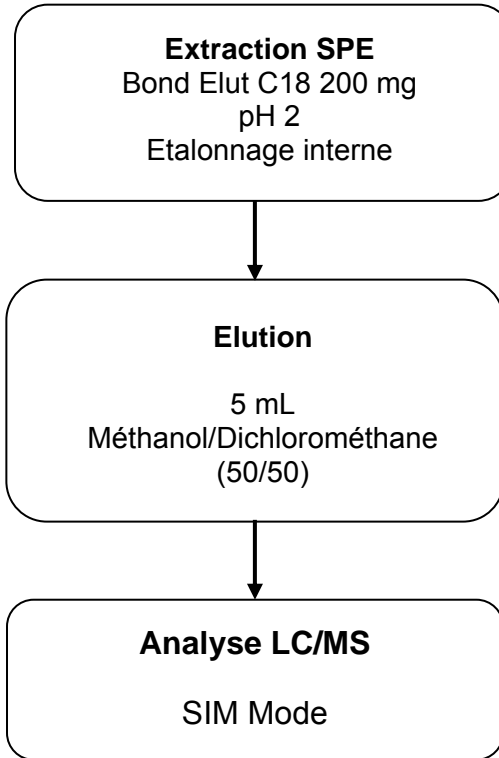 Extraction SPE
Bond Elut C18 200 mg
pH 2
Etalonnage interne
Elution
5 mL
Méthanol/Dichlorométhane
(50/50)
Analyse LC/MS
SIM Mode